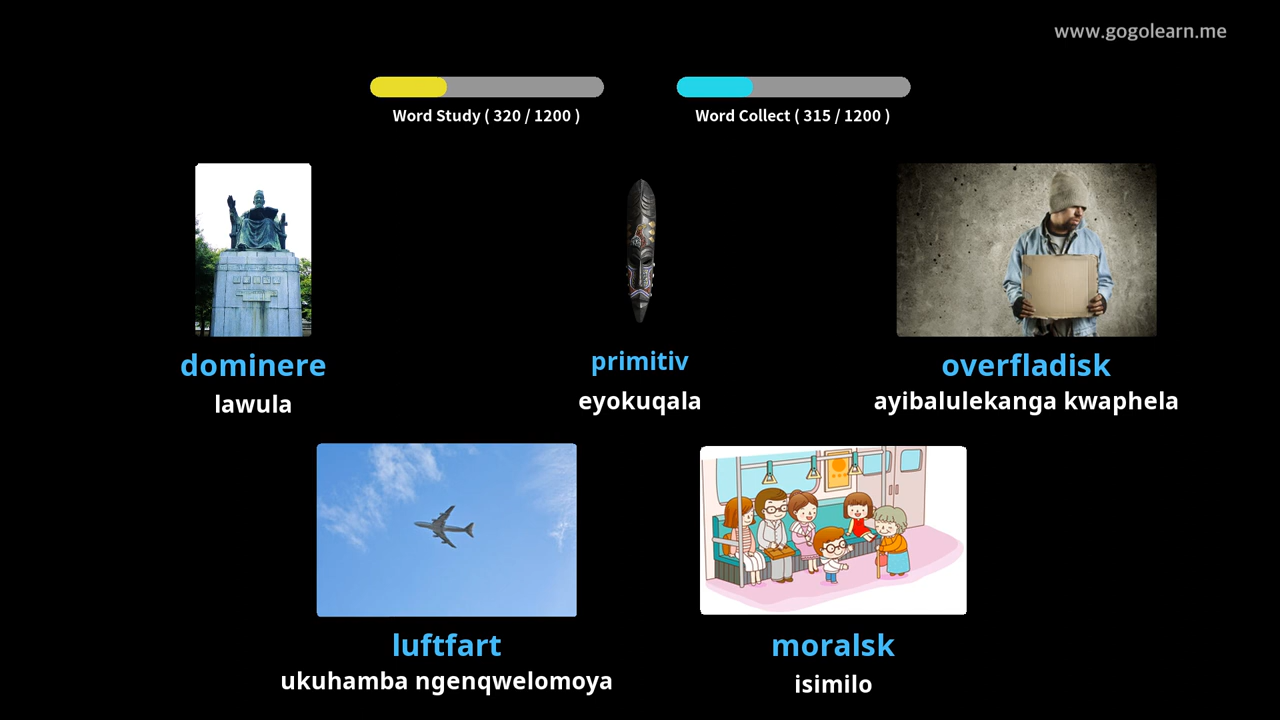 www.gogolearn.me
Word Study ( 320 / 1200 )
Word Collect ( 315 / 1200 )
dominere
primitiv
overfladisk
lawula
eyokuqala
ayibalulekanga kwaphela
luftfart
moralsk
ukuhamba ngenqwelomoya
isimilo